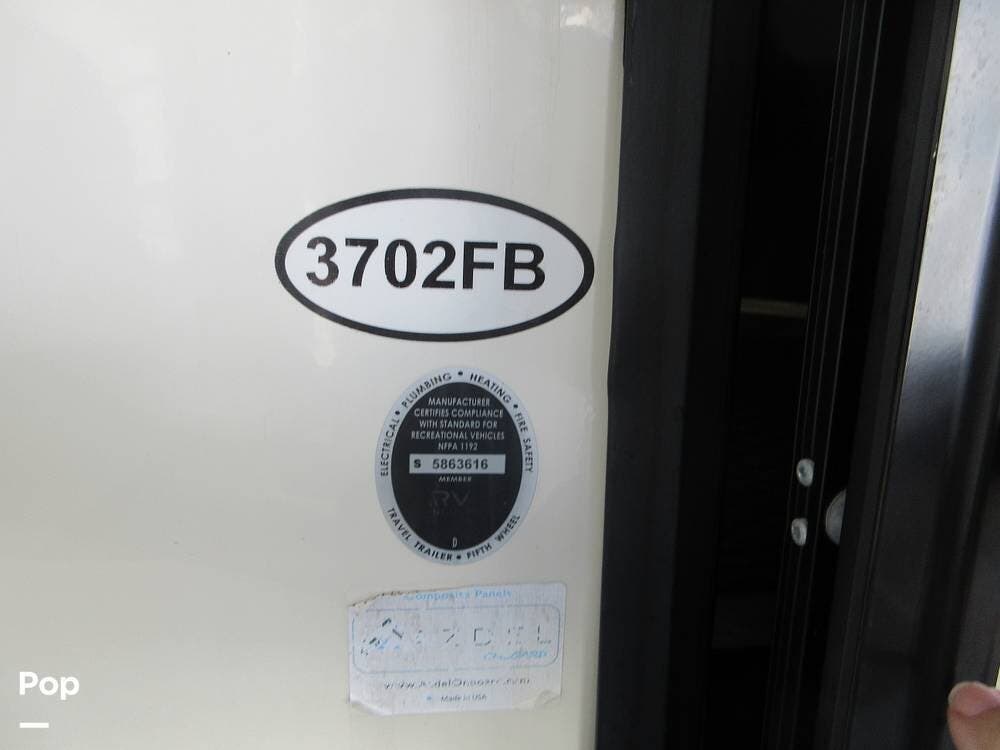 3702FB
ELECTRICAL • PLUMBING • HEATING • FIRE SAFETY
MANUFACTURER
CERTIFIES COMPLIANCE
WITH STANDARD FOR
RECREATIONAL VEHICLES
NFPA 1192
S 5863616
MEMBER
RV
D
TRAVEL TRAILER • FIFTH WHEEL
Composite Panels
Made in USA
Pop